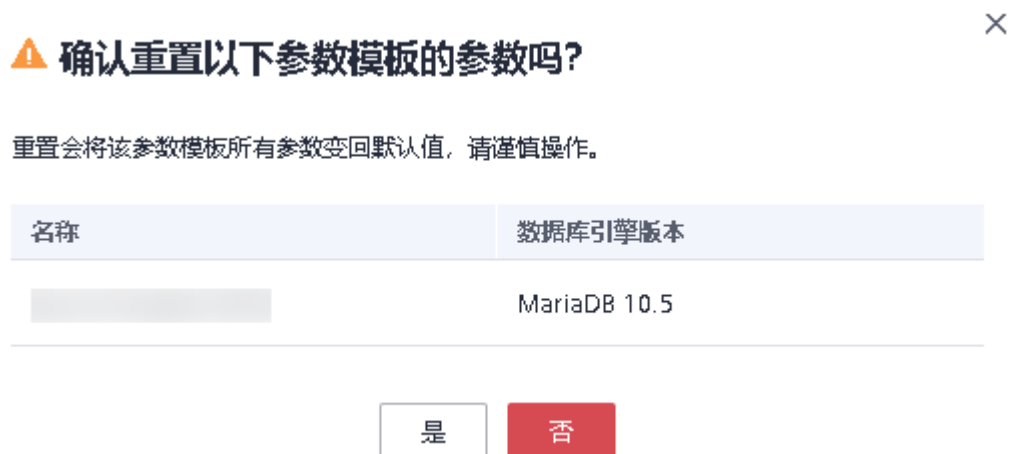 确认重置以下参数模板的参数吗?
重置会将该参数模板所有参数变回默认值，请谨慎操作。
名称 数据库引擎版本
MariaDB 10.5
是 否